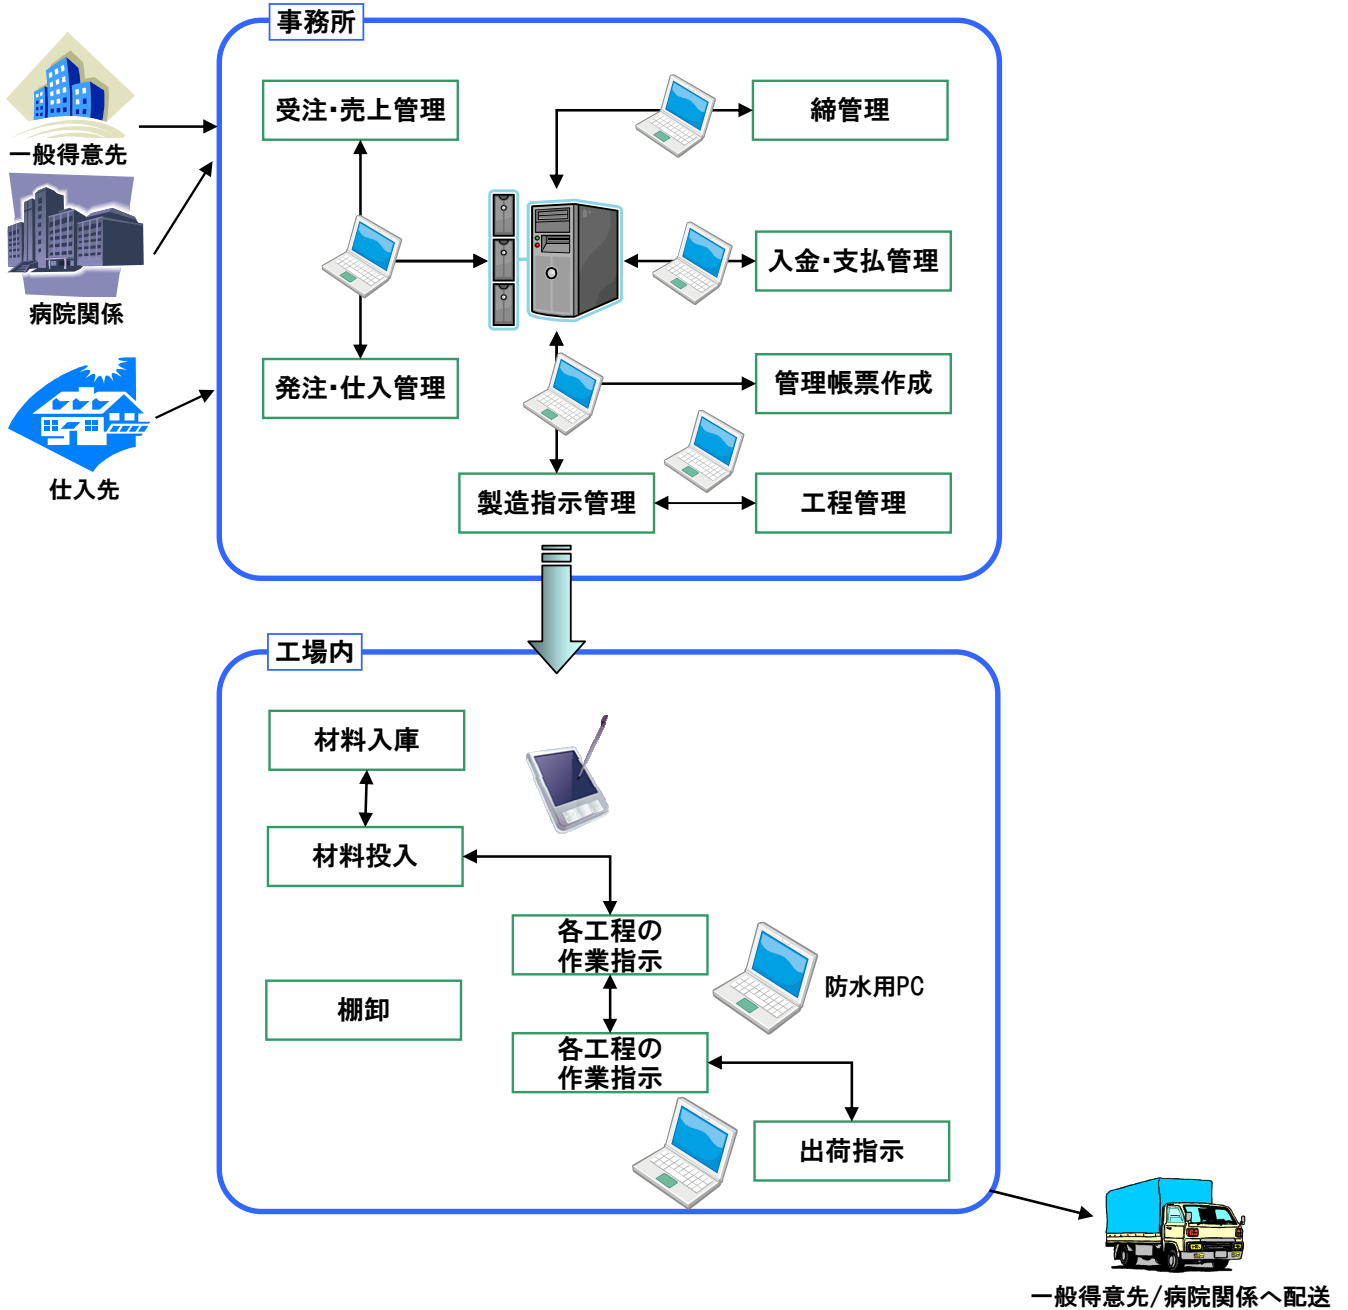 事務所
受注・売上管理
締管理
一般得意先
入金・支払管理
病院関係
発注・仕入管理
管理帳票作成
仕入先
製造指示管理
工程管理
工場内
材料入庫
材料投入
各工程の
作業指示
防水用PC
棚卸
各工程の
作業指示
出荷指示
一般得意先/病院関係へ配送